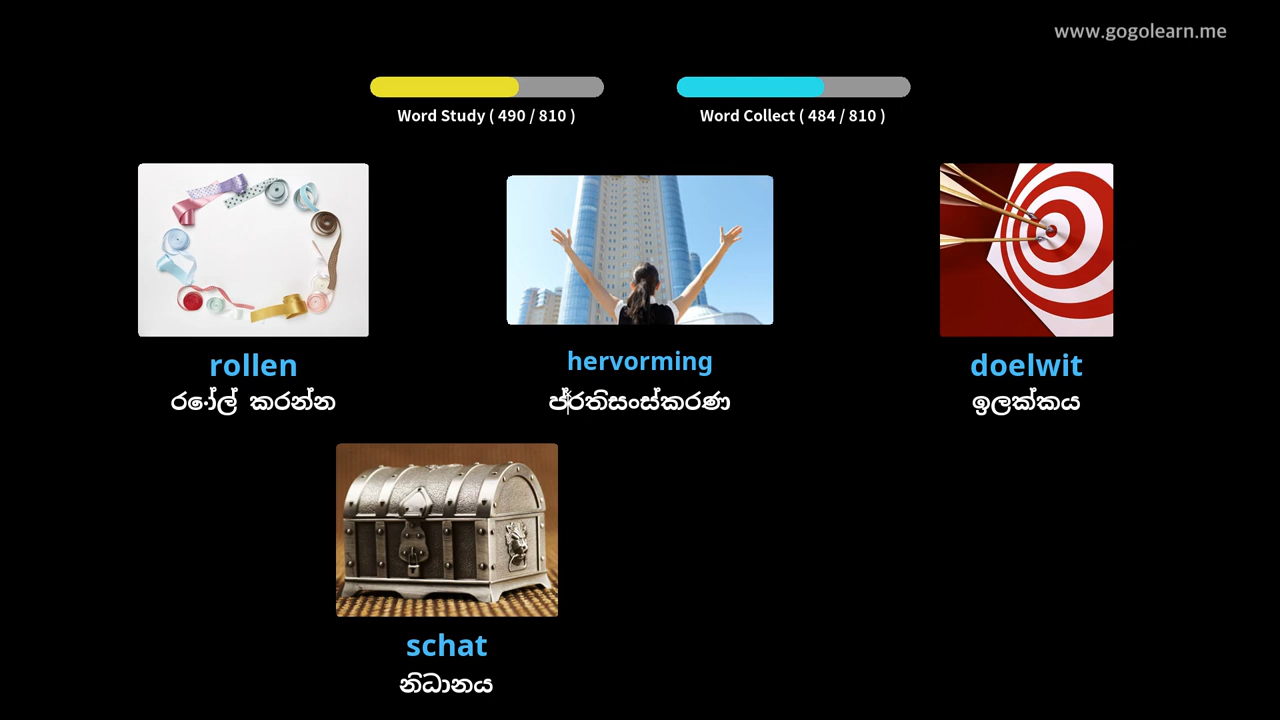 www.gogolearn.me
Word Study ( 490 / 810 )
Word Collect ( 484 / 810 )
rollen
රෝල් කරන්න
hervorming
ප්‍රතිසංස්කරණ
doelwit
ඉලක්කය
schat
නිධානය